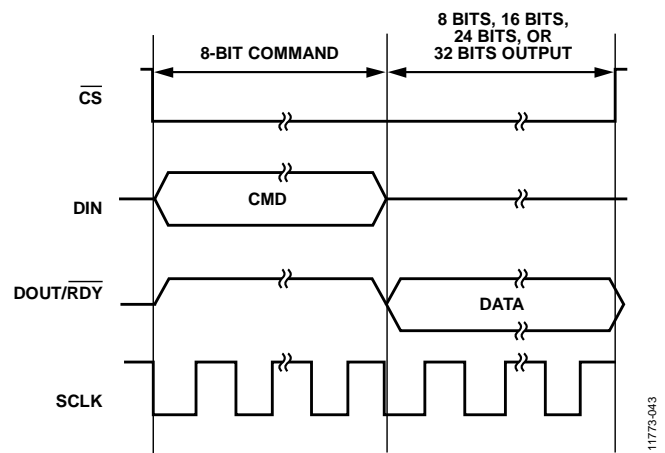 8 BITS, 16 BITS,
24 BITS, OR
32 BITS OUTPUT
8-BIT COMMAND
CS
DIN
CMD
DOUT/RDY
DATA
SCLK
11773-043